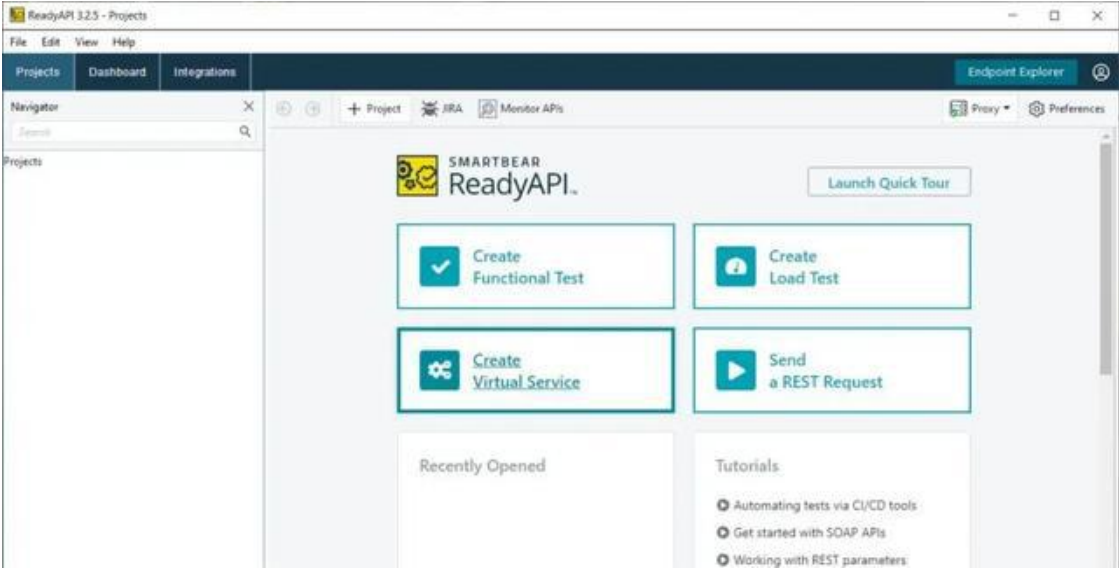 ReadyAPI 3.2.5 - Projects
File Edit View Help
Projects Dashboard Integrations Endpoint Explorer
Navigator
+ Project JIRA Monitor APIs Proxy Preferences
Search
Projects
SMARTBEAR
ReadyAPI™
Launch Quick Tour
Create
Functional Test
Create
Load Test
Create
Virtual Service
Send
a REST Request
Recently Opened
Tutorials
Automating tests via CI/CD tools
Get started with SOAP APIs
Working with REST parameters